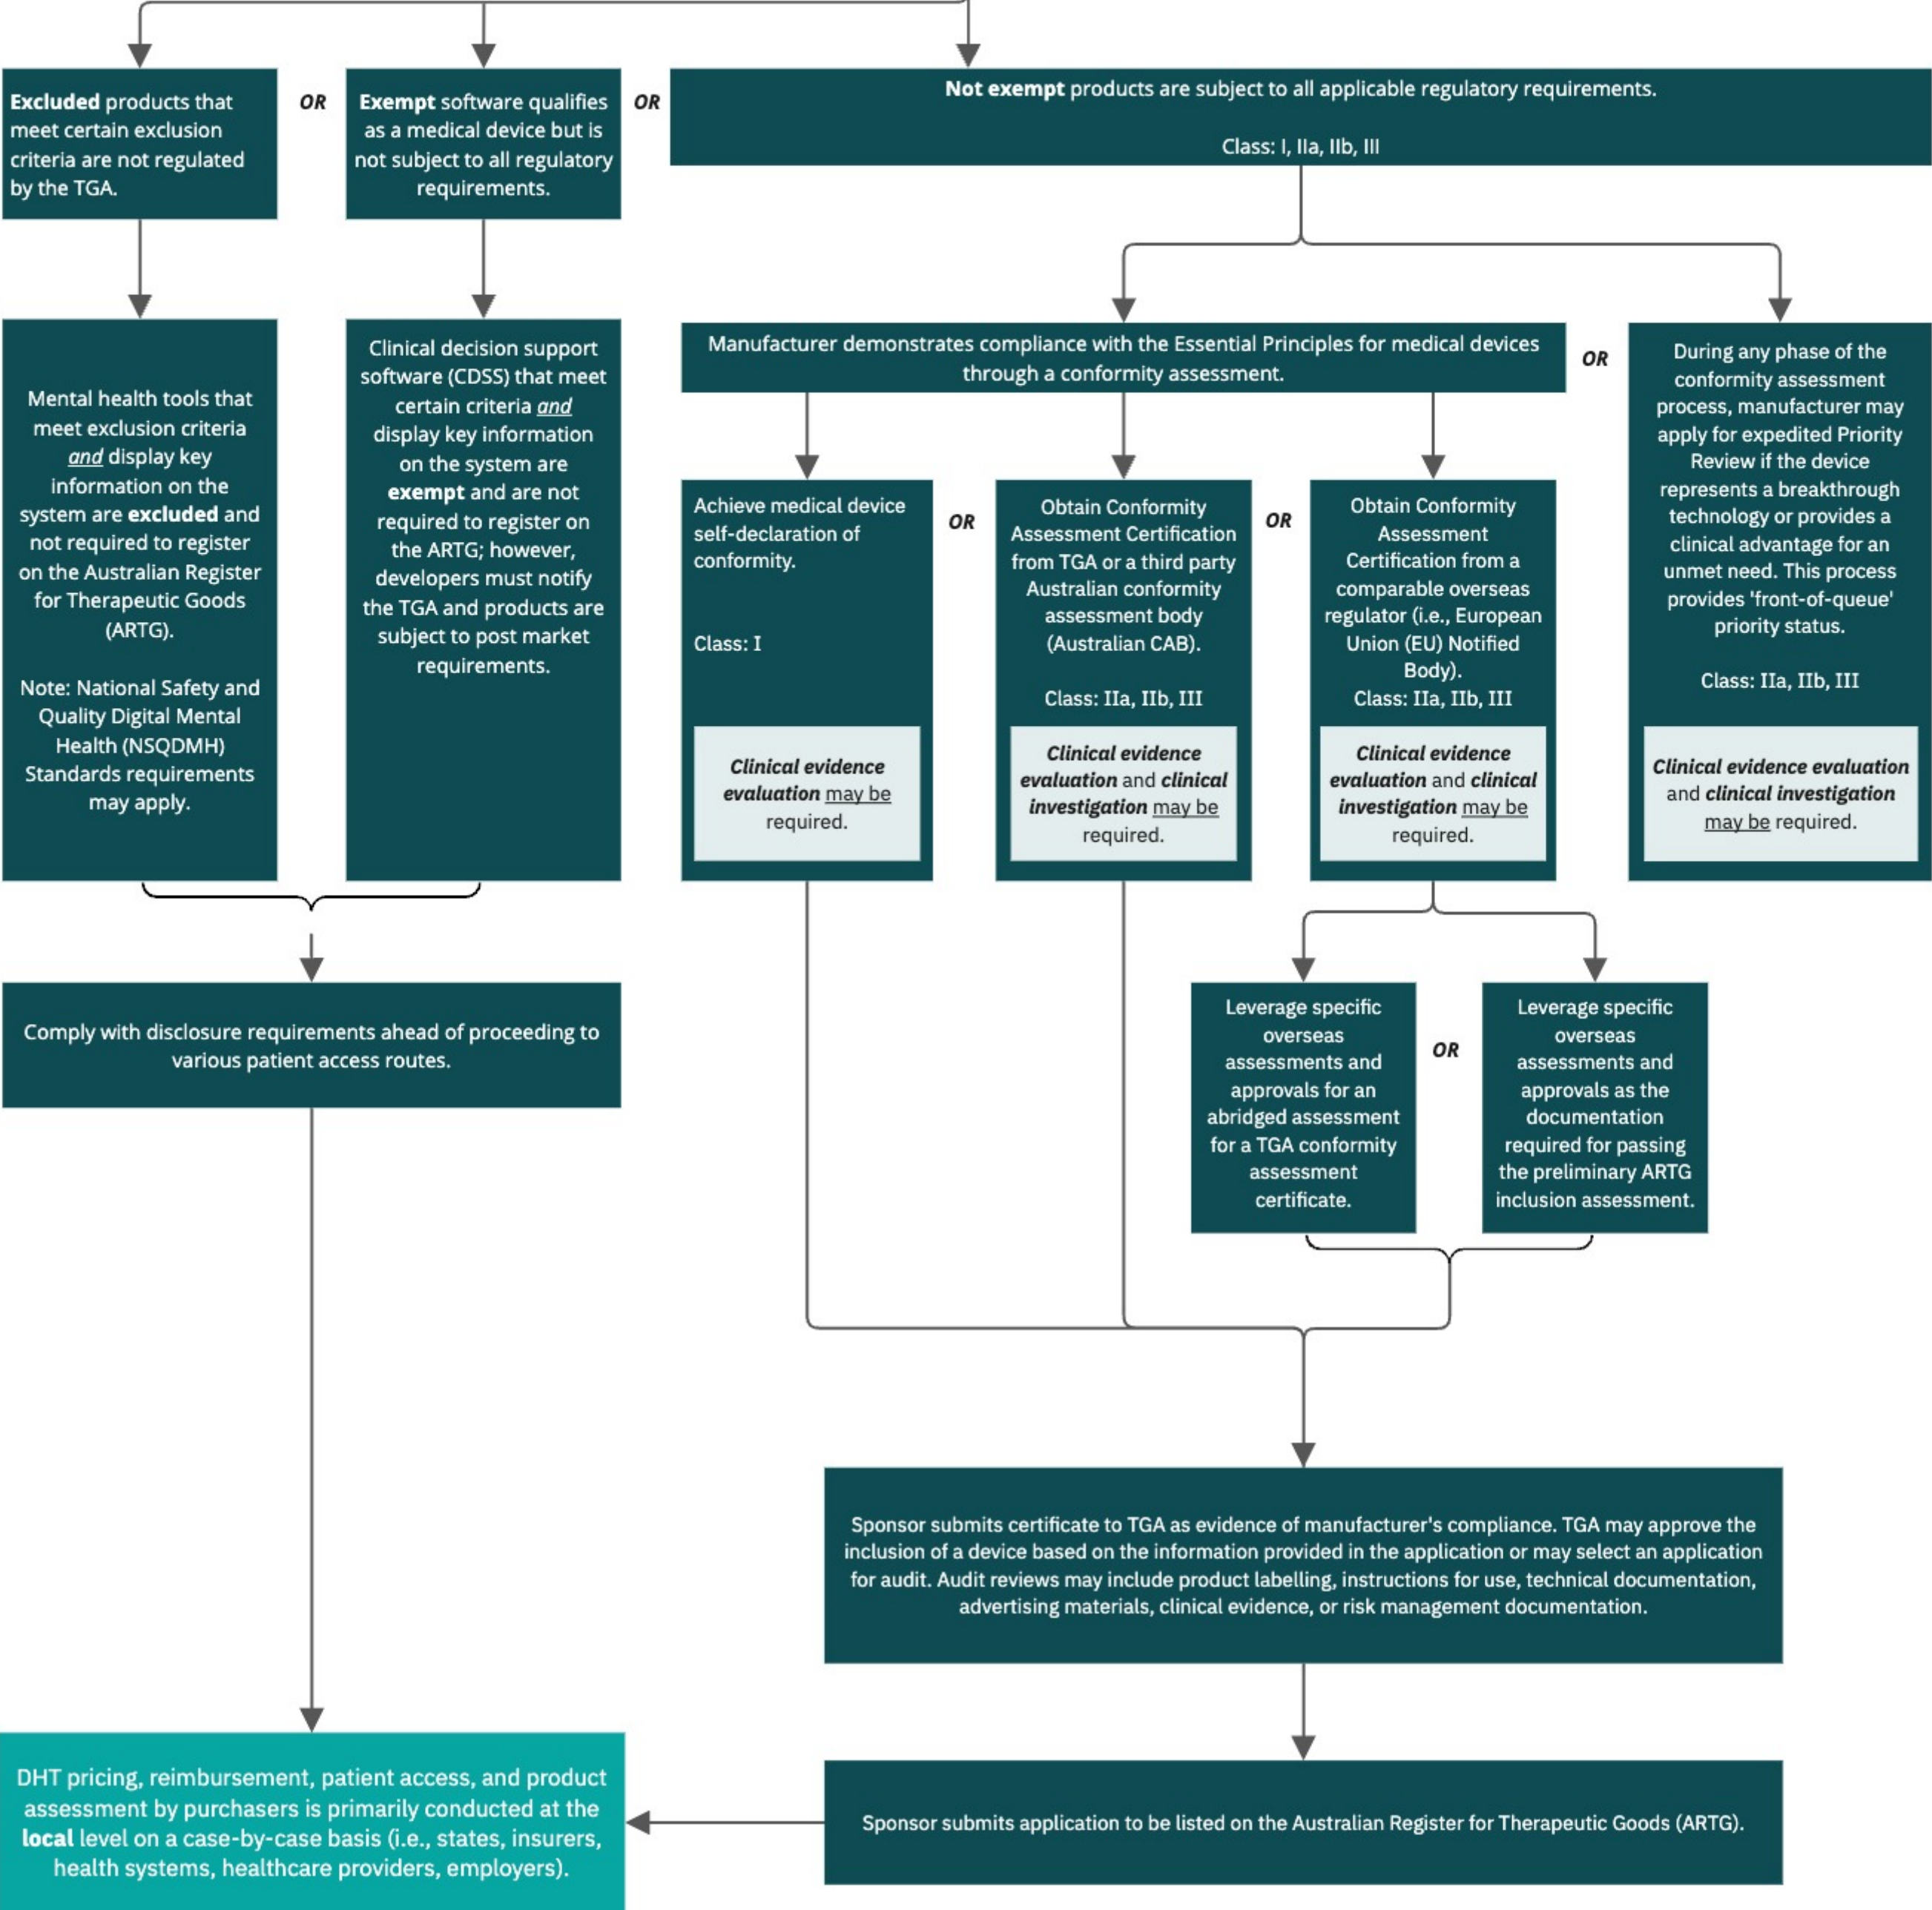 Excluded products that
meet certain exclusion
criteria are not regulated
by the TGA.
OR
Exempt software qualifies
as a medical device but is
not subject to all regulatory
requirements.
OR
Not exempt products are subject to all applicable regulatory requirements.
Class: I, IIa, IIb, III
Mental health tools that
meet exclusion criteria
and display key
information on the
system are excluded and
not required to register
on the Australian Register
for Therapeutic Goods
(ARTG).
Note: National Safety and
Quality Digital Mental
Health (NSQDMH)
Standards requirements
may apply.
Clinical decision support
software (CDSS) that meet
certain criteria and
display key information
on the system are
exempt and are not
required to register on
the ARTG; however,
developers must notify
the TGA and products are
subject to post market
requirements.
Manufacturer demonstrates compliance with the Essential Principles for medical devices
through a conformity assessment.
OR
During any phase of the
conformity assessment
process, manufacturer may
apply for expedited Priority
Review if the device
represents a breakthrough
technology or provides a
clinical advantage for an
unmet need. This process
provides 'front-of-queue'
priority status.
Class: IIa, IIb, III
Clinical evidence evaluation
and clinical investigation
may be required.
Achieve medical device
self-declaration of
conformity.
Class: I
Clinical evidence
evaluation may be
required.
OR
Obtain Conformity
Assessment Certification
from TGA or a third party
Australian conformity
assessment body
(Australian CAB).
Class: IIa, IIb, III
Clinical evidence
evaluation and clinical
investigation may be
required.
OR
Obtain Conformity
Assessment
Certification from a
comparable overseas
regulator (i.e., European
Union (EU) Notified
Body).
Class: IIa, IIb, III
Clinical evidence
evaluation and clinical
investigation may be
required.
Comply with disclosure requirements ahead of proceeding to
various patient access routes.
Leverage specific
overseas
assessments and
approvals for an
abridged assessment
for a TGA conformity
assessment
certificate.
OR
Leverage specific
overseas
assessments and
approvals as the
documentation
required for passing
the preliminary ARTG
inclusion assessment.
Sponsor submits certificate to TGA as evidence of manufacturer's compliance. TGA may approve the
inclusion of a device based on the information provided in the application or may select an application
for audit. Audit reviews may include product labelling, instructions for use, technical documentation,
advertising materials, clinical evidence, or risk management documentation.
DHT pricing, reimbursement, patient access, and product
assessment by purchasers is primarily conducted at the
local level on a case-by-case basis (i.e., states, insurers,
health systems, healthcare providers, employers).
Sponsor submits application to be listed on the Australian Register for Therapeutic Goods (ARTG).